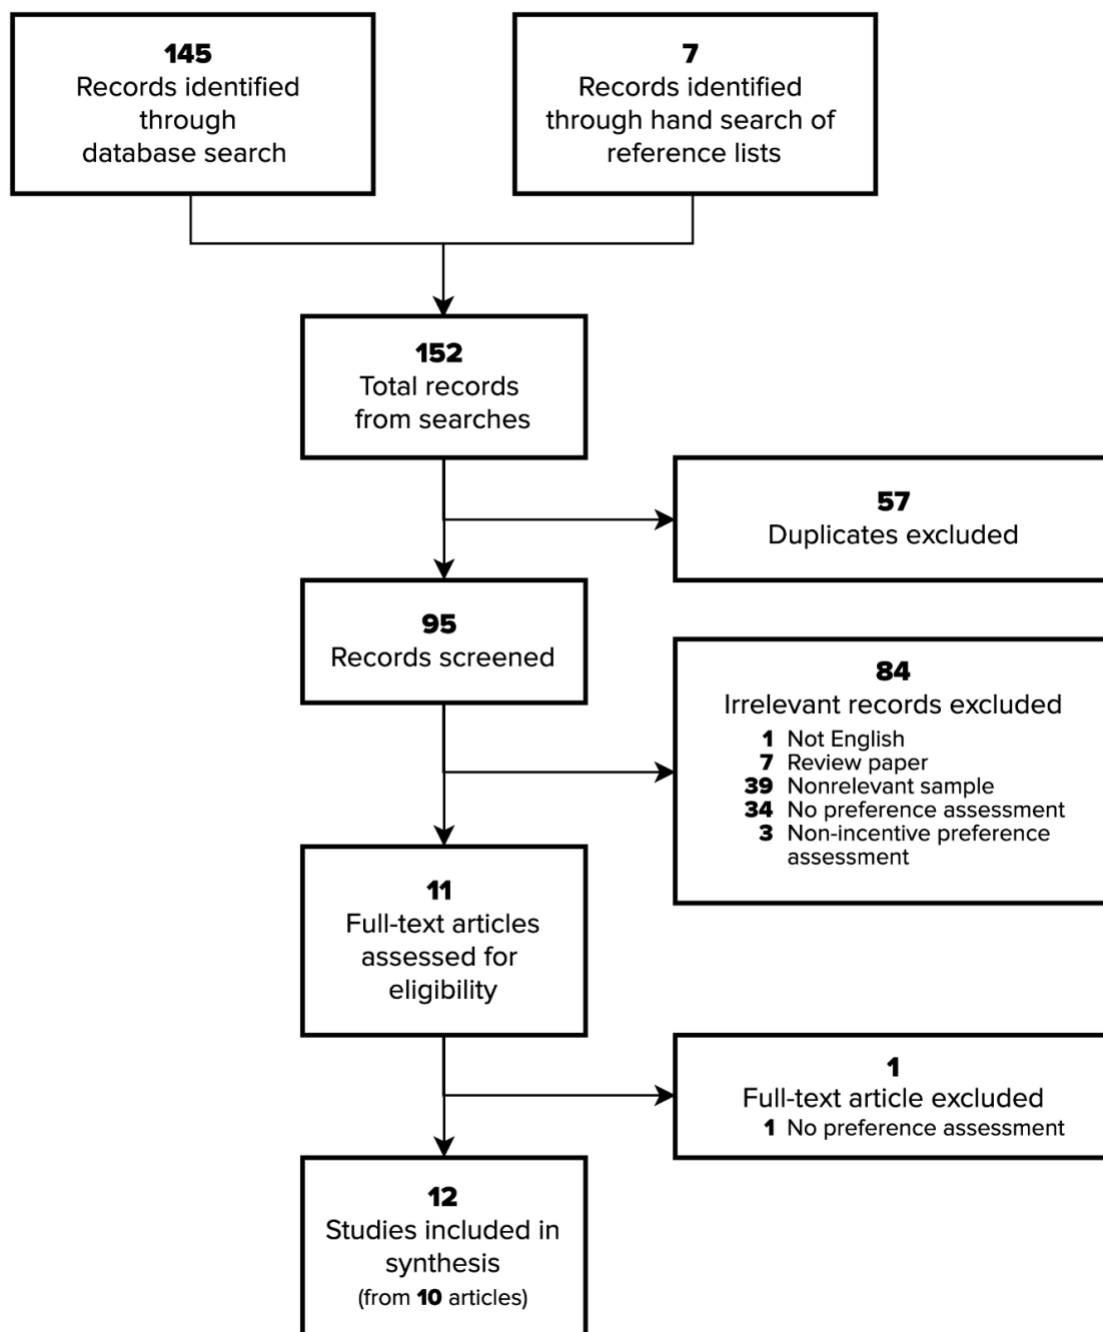 145
Records identified
through
database search
7
Records identified
through hand search of
reference lists
152
Total records
from searches
57
Duplicates excluded
95
Records screened
84
Irrelevant records excluded
1 Not English
7 Review paper
39 Nonrelevant sample
34 No preference assessment
3 Non-incentive preference
assessment
11
Full-text articles
assessed for
eligibility
1
Full-text article excluded
1 No preference assessment
12
Studies included in
synthesis
(from 10 articles)